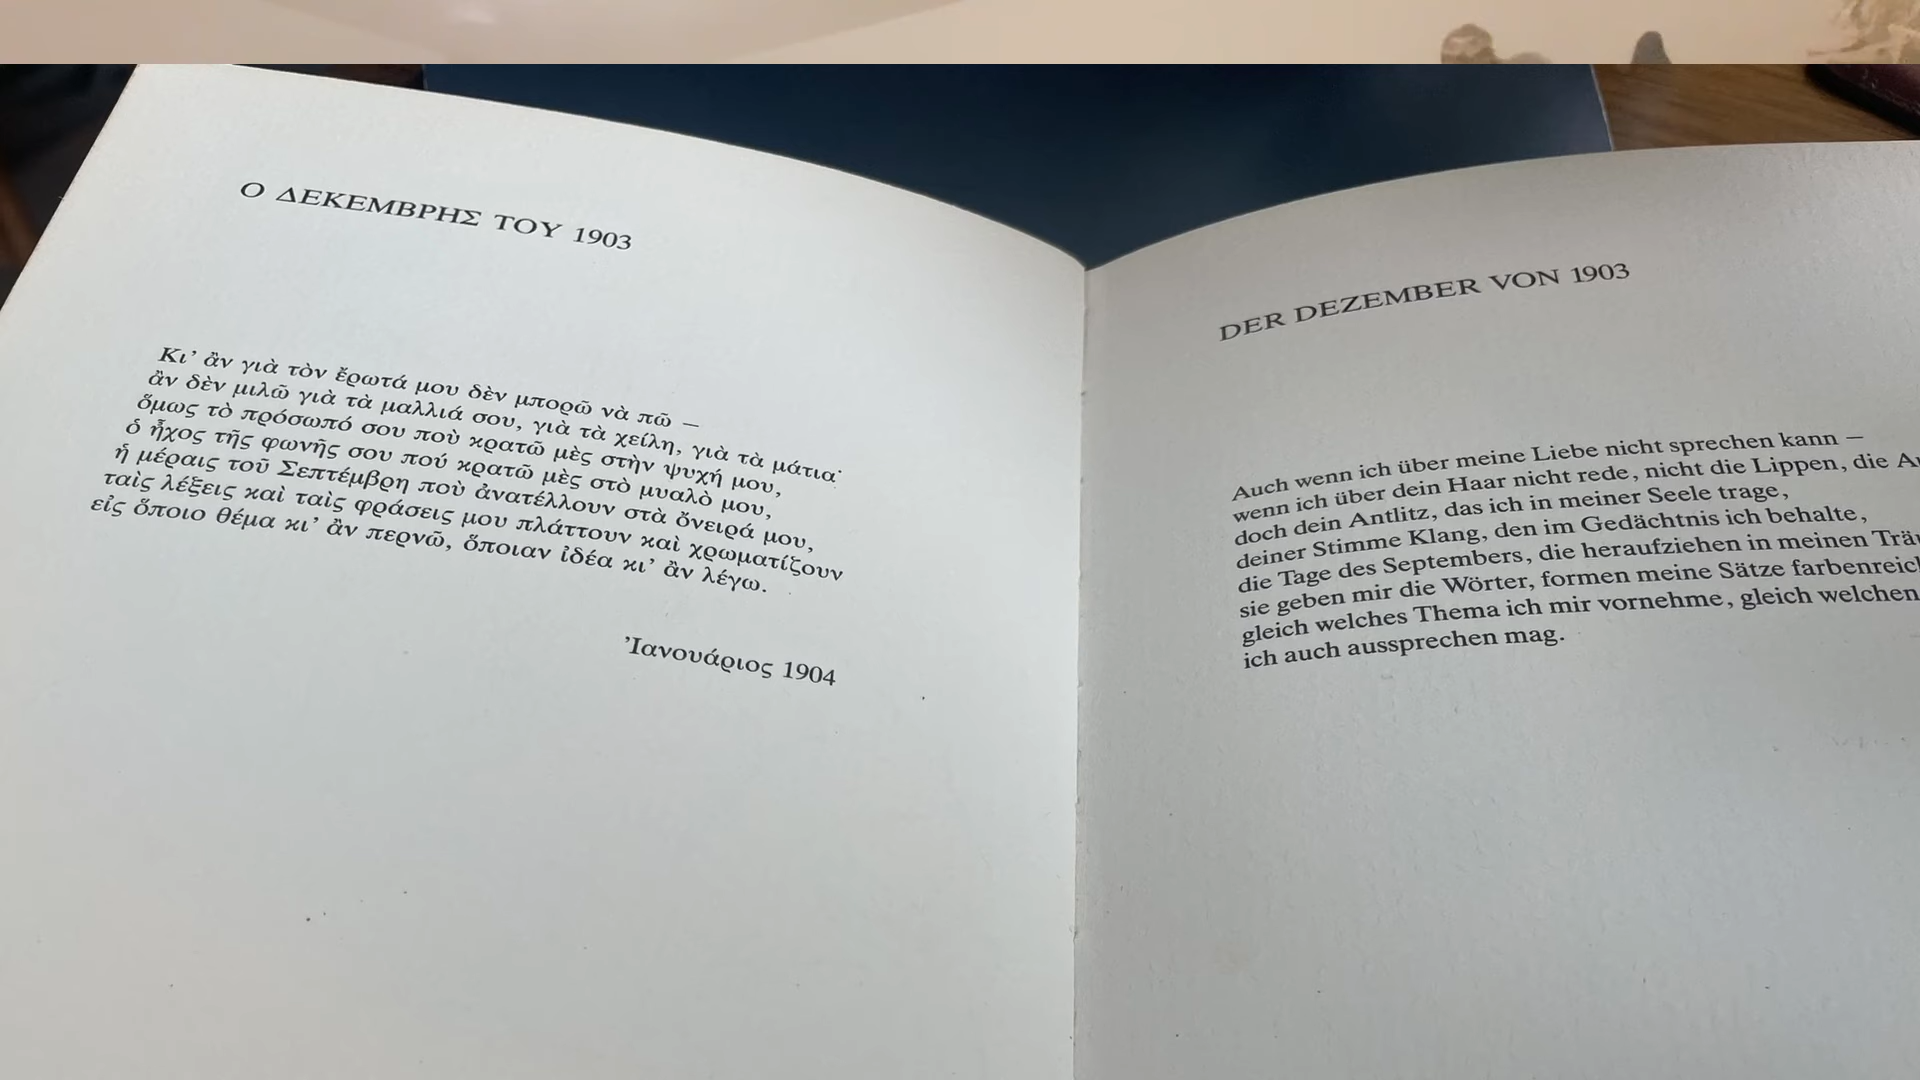 Ο ΔΕΚΕΜΒΡΗΣ ΤΟΥ 1903
Κι’ ἂν γιὰ τὸν ἔρωτά μου δὲν μπορῶ νὰ πῶ —
ἂν δὲν μιλῶ γιὰ τὰ μαλλιά σου, γιὰ τὰ χείλη, γιὰ τὰ μάτια·
ὅμως τὸ πρόσωπό σου ποὺ κρατῶ μὲς στὴν ψυχή μου,
ὁ ἦχος τῆς φωνῆς σου πού κρατῶ μὲς στὸ μυαλὸ μου,
ἡ μέραις τοῦ Σεπτέμβρη ποὺ ἀνατέλλουν στὰ ὄνειρά μου,
ταὶς λέξεις καὶ ταὶς φράσεις μου πλάττουν καὶ χρωματίζουν
εἰς ὅποιο θέμα κι’ ἂν περνῶ, ὅποιαν ἰδέα κι’ ἂν λέγω.
Ἰανουάριος 1904
DER DEZEMBER VON 1903
Auch wenn ich über meine Liebe nicht sprechen kann —
wenn ich über dein Haar nicht rede, nicht die Lippen, die
doch dein Antlitz, das ich in meiner Seele trage,
deiner Stimme Klang, den im Gedächtnis ich behalte,
die Tage des Septembers, die heraufziehen in meinen
sie geben mir die Wörter, formen meine Sätze
gleich welches Thema ich mir vornehme, gleich welchen
ich auch aussprechen mag.